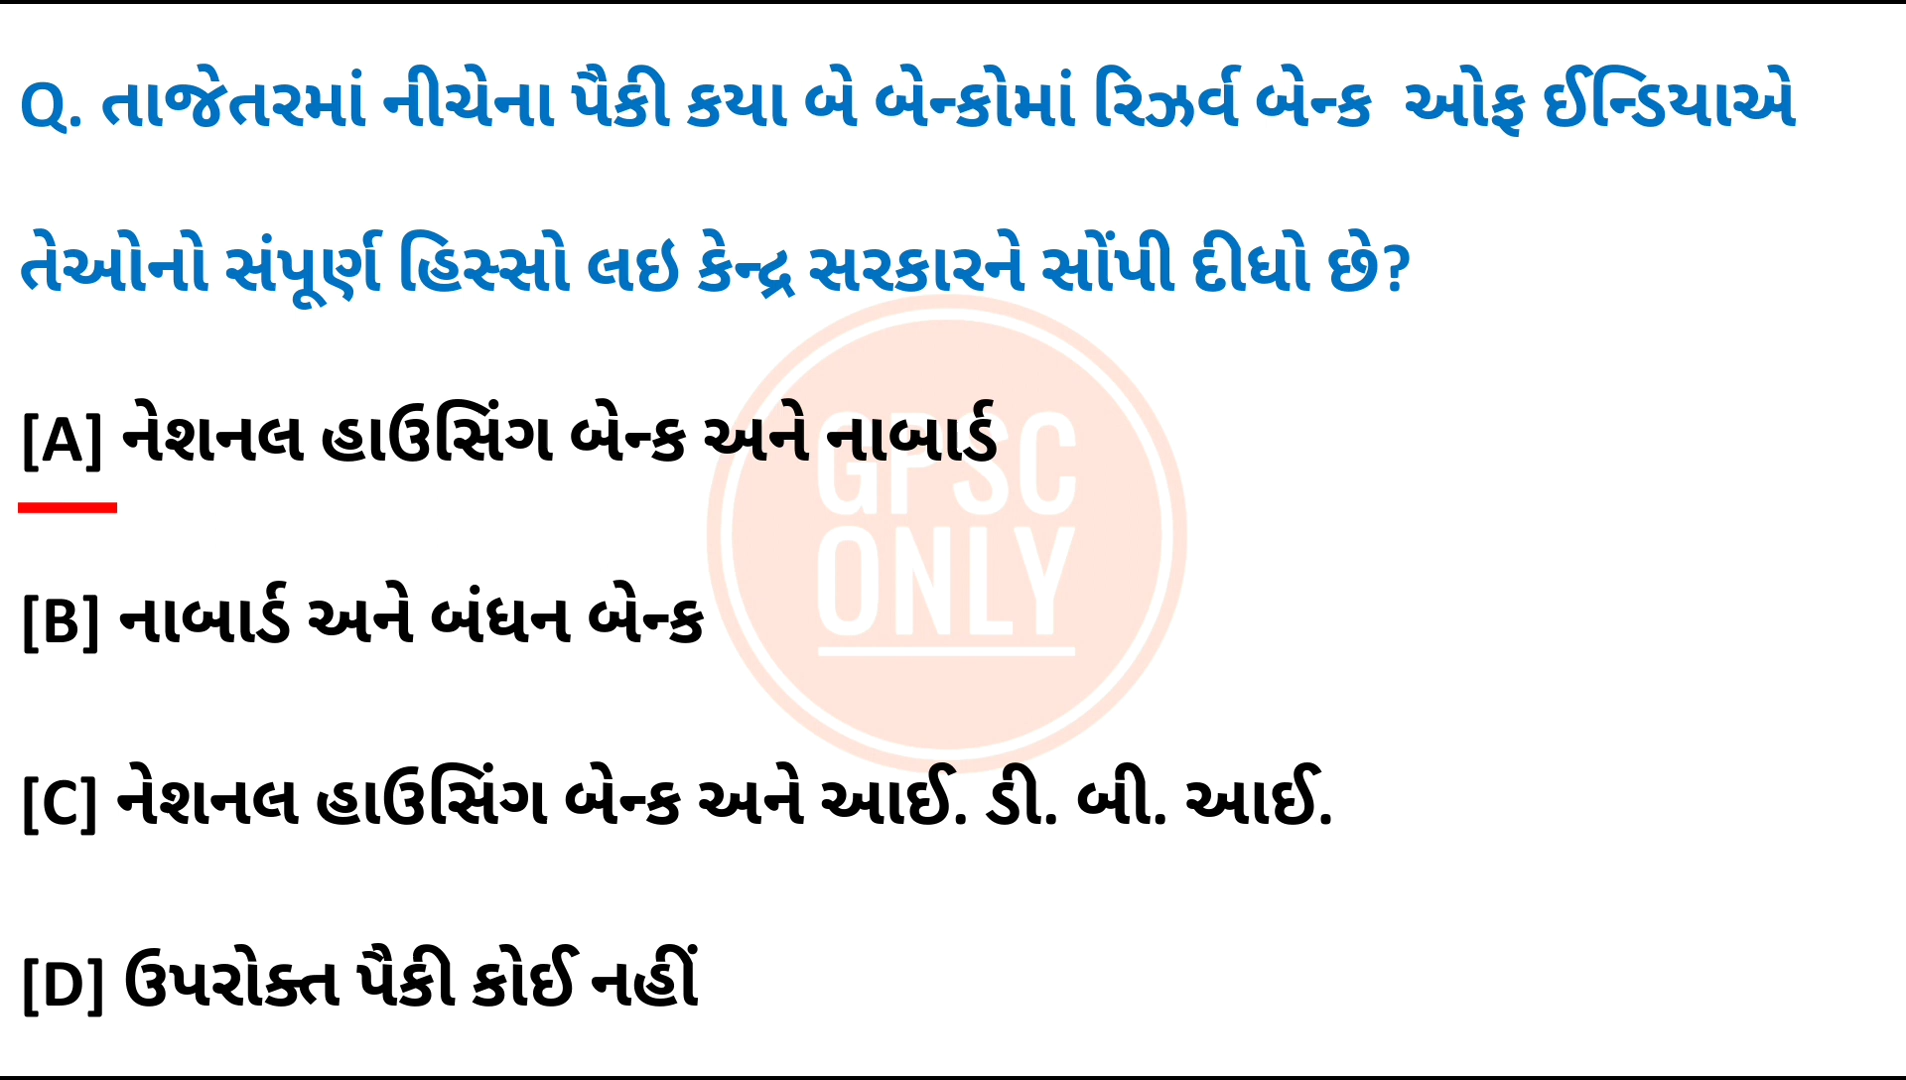 Q. તાજેતરમાં નીચેના પૈકી કયા બે બેન્કોમાં રિઝર્વ બેન્ક ઓફ ઈન્ડિયાએ
તેઓનો સંપૂર્ણ હિસ્સો લઇ કેન્દ્ર સરકારને સોંપી દીધો છે?
[A] નેશનલ હાઉસિંગ બેન્ક અને નાબાર્ડ
GPSC
ONLY
[B] નાબાર્ડ અને બંધન બેન્ક
[C] નેશનલ હાઉસિંગ બેન્ક અને આઈ. ડી. બી. આઈ.
[D] ઉપરોક્ત પૈકી કોઈ નહીં